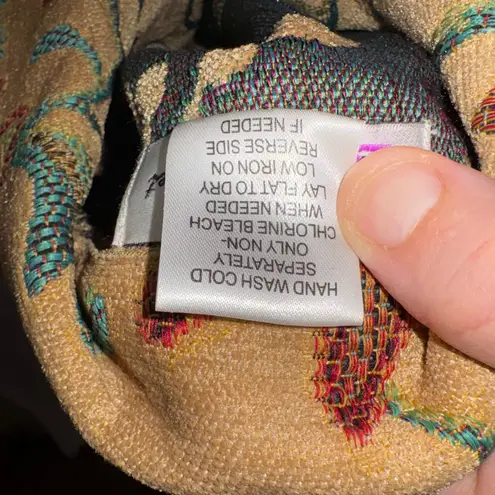 HAND WASH COLD
SEPARATELY
ONLY NON-
CHLORINE BLEACH
WHEN NEEDED
LAY FLAT TO DRY
LOW IRON ON
REVERSE SIDE
IF NEEDED